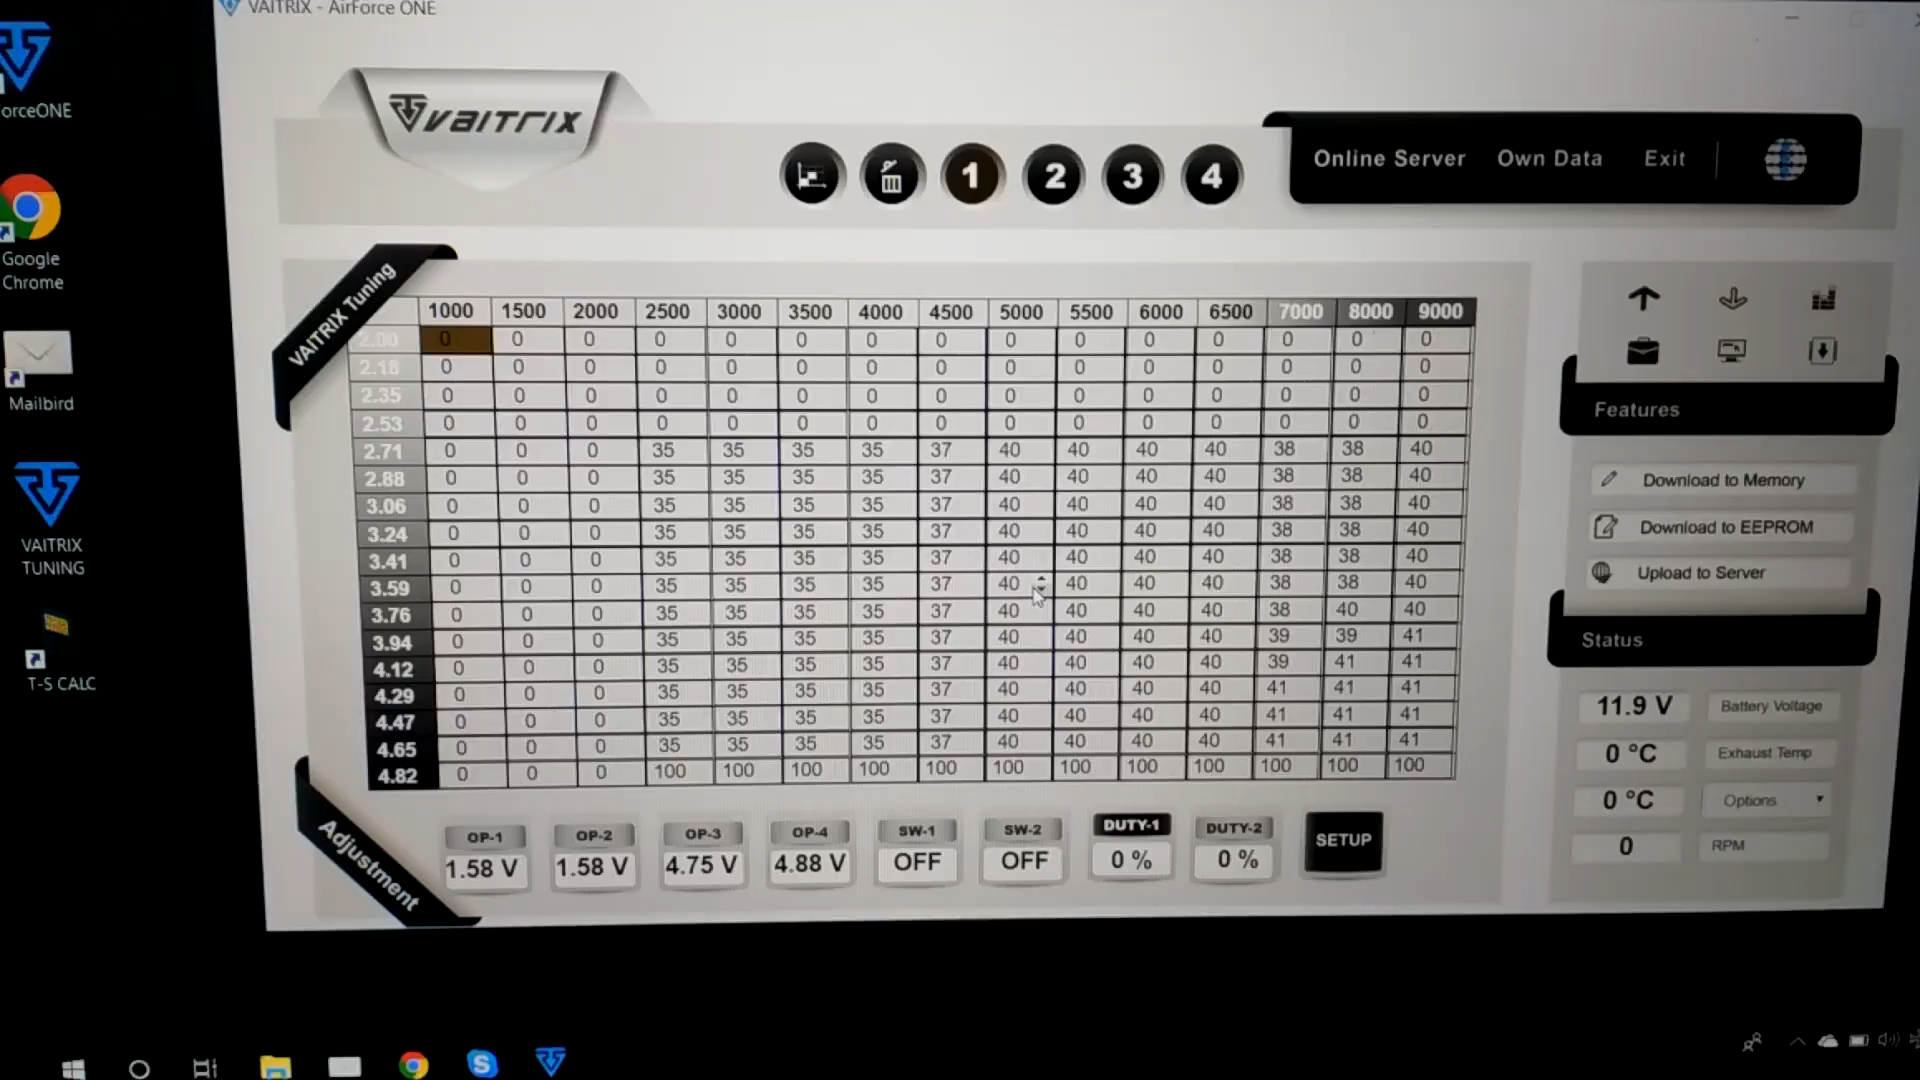 VAITRIX - AirForce ONE
orceONE
Google
Chrome
Mailbird
VAITRIX
TUNING
T-S CALC
VAITRIX
1
2
3
4
Online Server
Own Data
Exit
VAITRIX Tuning
1000 1500 2000 2500 3000 3500 4000 4500 5000 5500 6000 6500 7000 8000 9000
2.00 0 0 0 0 0 0 0 0 0 0 0 0 0 0 0
2.18 0 0 0 0 0 0 0 0 0 0 0 0 0 0 0
2.35 0 0 0 0 0 0 0 0 0 0 0 0 0 0 0
2.53 0 0 0 0 0 0 0 0 0 0 0 0 0 0 0
2.71 0 0 0 35 35 35 35 37 40 40 40 40 38 38 40
2.88 0 0 0 35 35 35 35 37 40 40 40 40 38 38 40
3.06 0 0 0 35 35 35 35 37 40 40 40 40 38 38 40
3.24 0 0 0 35 35 35 35 37 40 40 40 40 38 38 40
3.41 0 0 0 35 35 35 35 37 40 40 40 40 38 38 40
3.59 0 0 0 35 35 35 35 37 40 40 40 40 38 38 40
3.76 0 0 0 35 35 35 35 37 40 40 40 40 38 40 40
3.94 0 0 0 35 35 35 35 37 40 40 40 40 39 39 41
4.12 0 0 0 35 35 35 35 37 40 40 40 40 39 41 41
4.29 0 0 0 35 35 35 35 37 40 40 40 40 41 41 41
4.47 0 0 0 35 35 35 35 37 40 40 40 40 41 41 41
4.65 0 0 0 35 35 35 35 37 40 40 40 40 41 41 41
4.82 0 0 0 100 100 100 100 100 100 100 100 100 100 100 100
Adjustment
OP-1 OP-2 OP-3 OP-4 SW-1 SW-2 DUTY-1 DUTY-2
1.58 V 1.58 V 4.75 V 4.88 V OFF OFF 0 % 0 %
SETUP
Features
Download to Memory
Download to EEPROM
Upload to Server
Status
11.9 V Battery Voltage
0 °C Exhaust Temp
0 °C Options
0 RPM